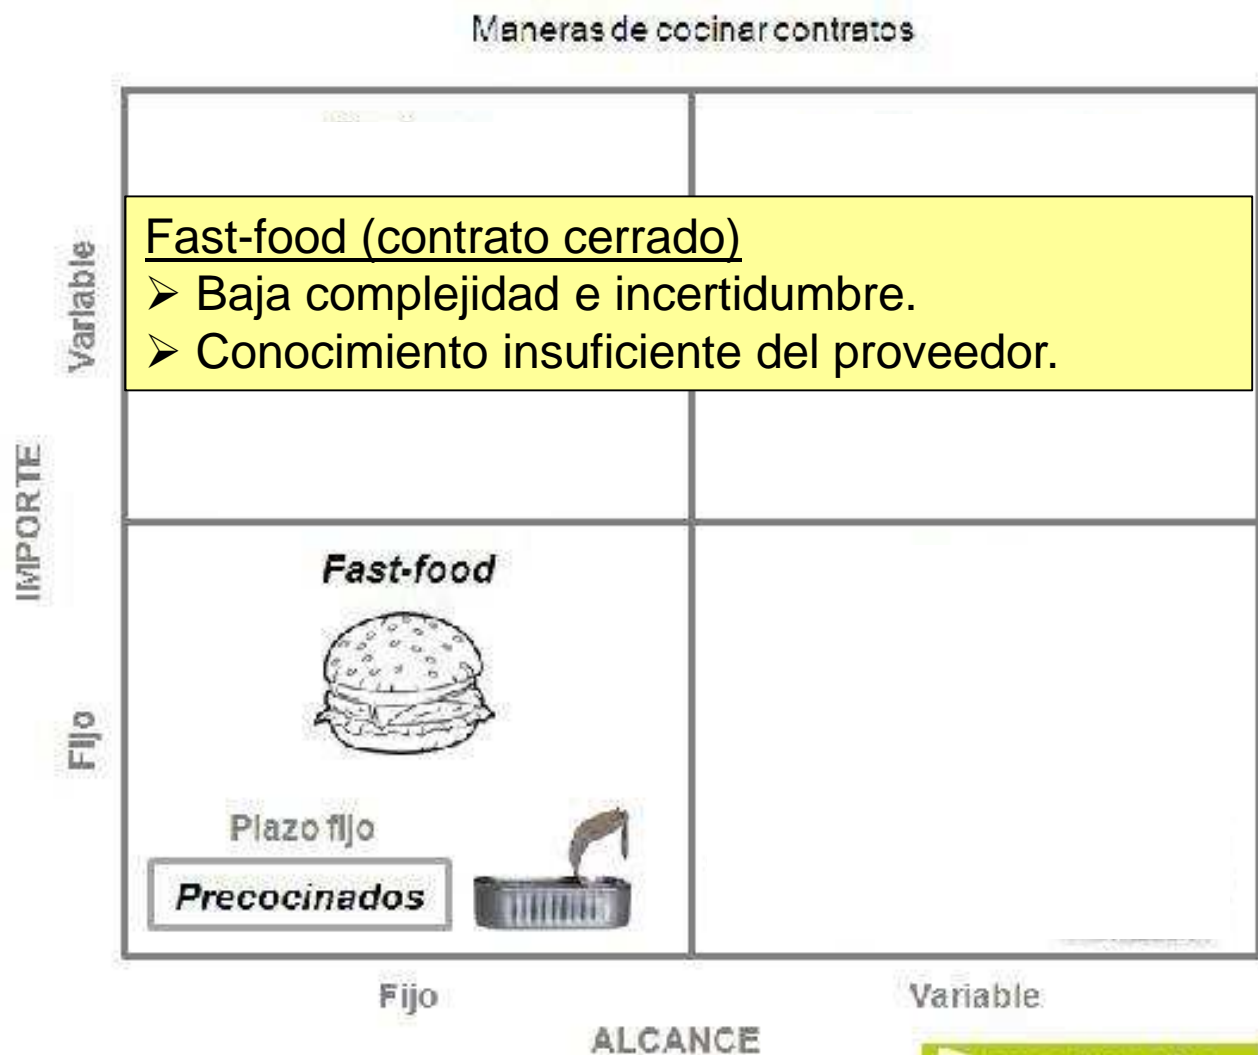 Maneras de cocinar contratos
Variable
Fast-food (contrato cerrado)
➢ Baja complejidad e incertidumbre.
➢ Conocimiento insuficiente del proveedor.
IMPORTE
Fast-food
Fijo
Plazo fijo
Precocinados
Fijo
Variable
ALCANCE